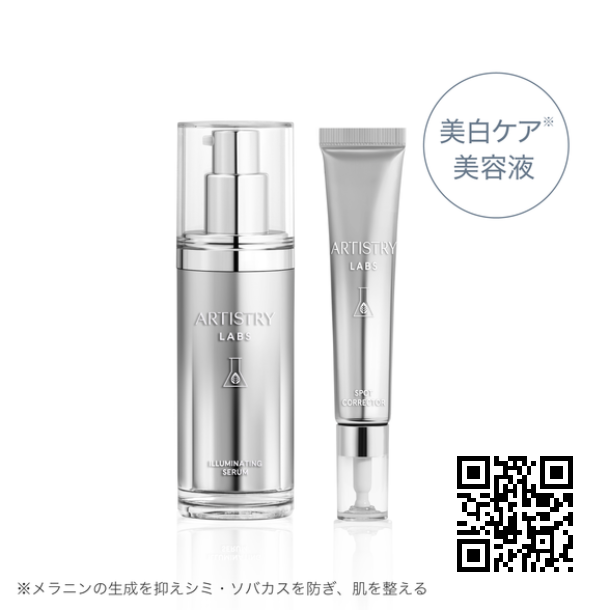 美白ケア※
美容液
ARTISTRY
LABS
ILLUMINATING
SERUM
ARTISTRY
LABS
SPOT
CORRECTOR
※メラニンの生成を抑えシミ・ソバカスを防ぎ、肌を整える